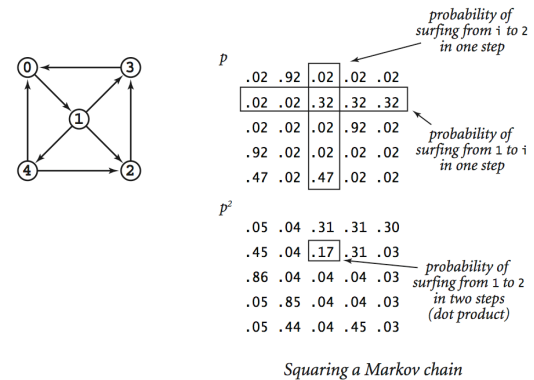 probability of
surfing from i to 2
in one step
p
.02 .92 .02 .02 .02
.02 .02 .32 .32 .32
.02 .02 .02 .92 .02
.92 .02 .02 .02 .02
.47 .02 .47 .02 .02
probability of
surfing from 1 to i
in one step
0
3
1
4
2
p²
.05 .04 .31 .31 .30
.45 .04 .17 .31 .03
.86 .04 .04 .04 .03
.05 .85 .04 .04 .03
.05 .44 .04 .45 .03
probability of
surfing from 1 to 2
in two steps
(dot product)
Squaring a Markov chain